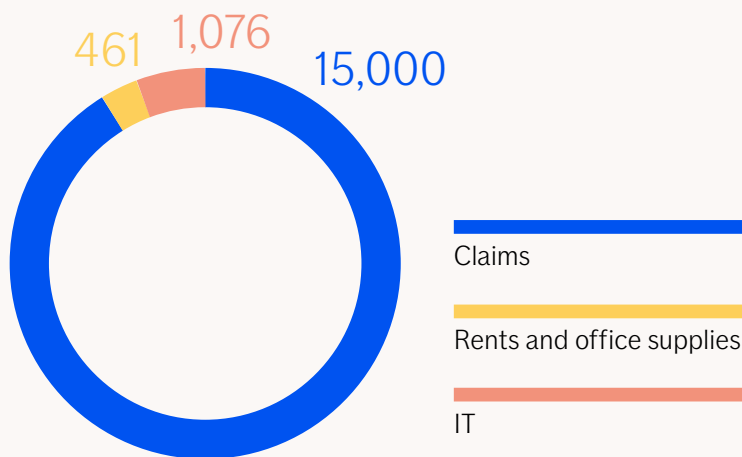 461
1,076
15,000
Claims
Rents and office supplies
IT